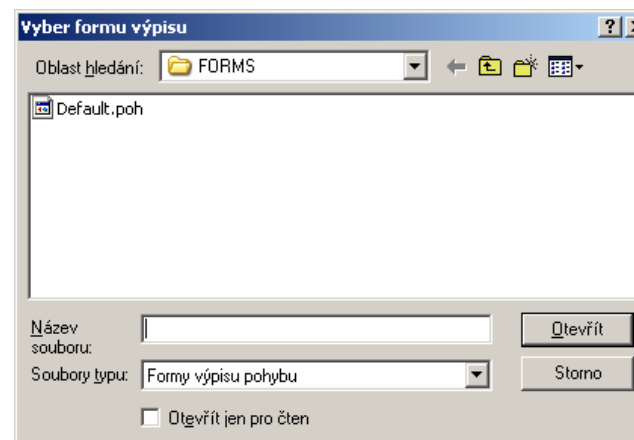 Vyber formu výpisu
Oblast hledání: FORMS
Default.poh
Název souboru:
Otevřít
Soubory typu: Formy výpisu pohybu
Storno
Otevřít jen pro čten